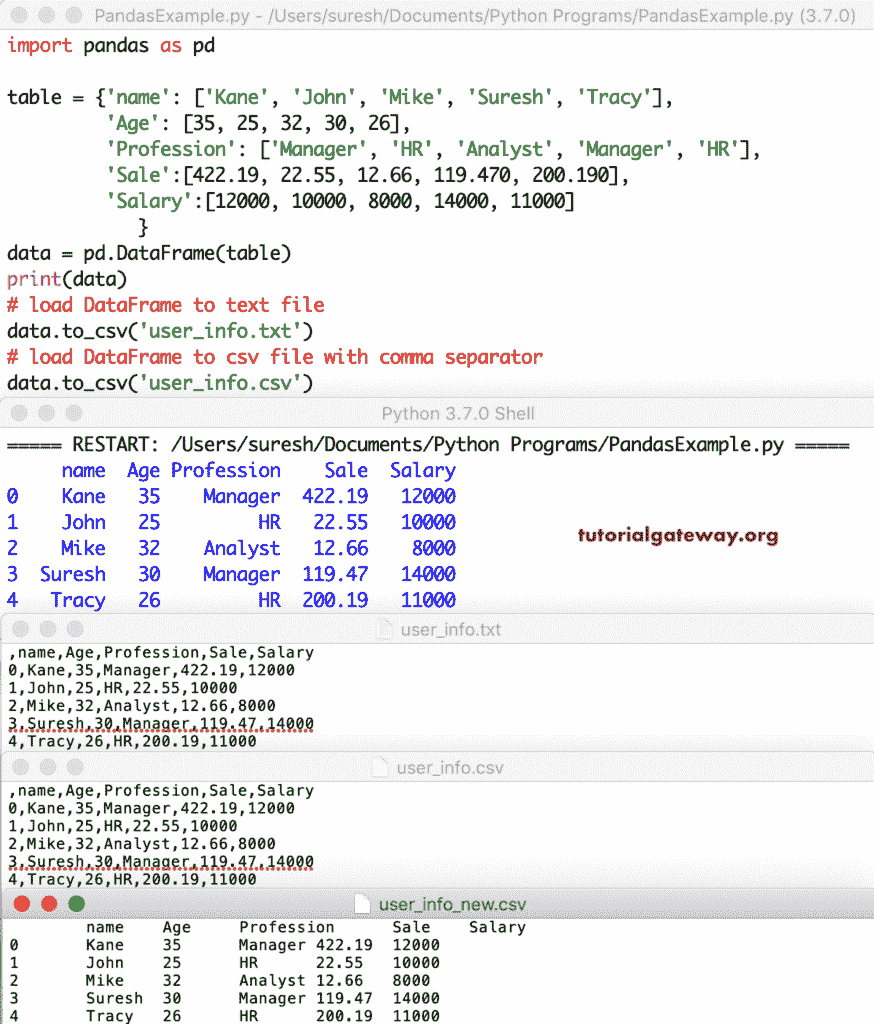 PandasExample.py - /Users/suresh/Documents/Python Programs/PandasExample.py (3.7.0)
import pandas as pd
table = {'name': ['Kane', 'John', 'Mike', 'Suresh', 'Tracy'],
'Age': [35, 25, 32, 30, 26],
'Profession': ['Manager', 'HR', 'Analyst', 'Manager', 'HR'],
'Sale':[422.19, 22.55, 12.66, 119.470, 200.190],
'Salary':[12000, 10000, 8000, 14000, 11000]
}
data = pd.DataFrame(table)
print(data)
# load DataFrame to text file
data.to_csv('user_info.txt')
# load DataFrame to csv file with comma separator
data.to_csv('user_info.csv')
Python 3.7.0 Shell
===== RESTART: /Users/suresh/Documents/Python Programs/PandasExample.py =====
name Age Profession Sale Salary
0 Kane 35 Manager 422.19 12000
1 John 25 HR 22.55 10000
2 Mike 32 Analyst 12.66 8000
3 Suresh 30 Manager 119.47 14000
4 Tracy 26 HR 200.19 11000
tutorialgateway.org
user_info.txt
,name,Age,Profession,Sale,Salary
0,Kane,35,Manager,422.19,12000
1,John,25,HR,22.55,10000
2,Mike,32,Analyst,12.66,8000
3,Suresh,30,Manager,119.47,14000
4,Tracy,26,HR,200.19,11000
user_info.csv
,name,Age,Profession,Sale,Salary
0,Kane,35,Manager,422.19,12000
1,John,25,HR,22.55,10000
2,Mike,32,Analyst,12.66,8000
3,Suresh,30,Manager,119.47,14000
4,Tracy,26,HR,200.19,11000
user_info_new.csv
name Age Profession Sale Salary
0 Kane 35 Manager 422.19 12000
1 John 25 HR 22.55 10000
2 Mike 32 Analyst 12.66 8000
3 Suresh 30 Manager 119.47 14000
4 Tracy 26 HR 200.19 11000